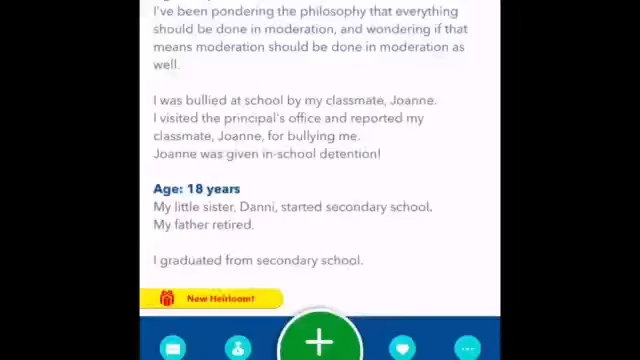 I've been pondering the philosophy that everything
should be done in moderation, and wondering if that
means moderation should be done in moderation as
well.
I was bullied at school by my classmate, Joanne.
I visited the principal's office and reported my
classmate, Joanne, for bullying me.
Joanne was given in-school detention!
Age: 18 years
My little sister, Danni, started secondary school.
My father retired.
I graduated from secondary school.
New Heirloom!